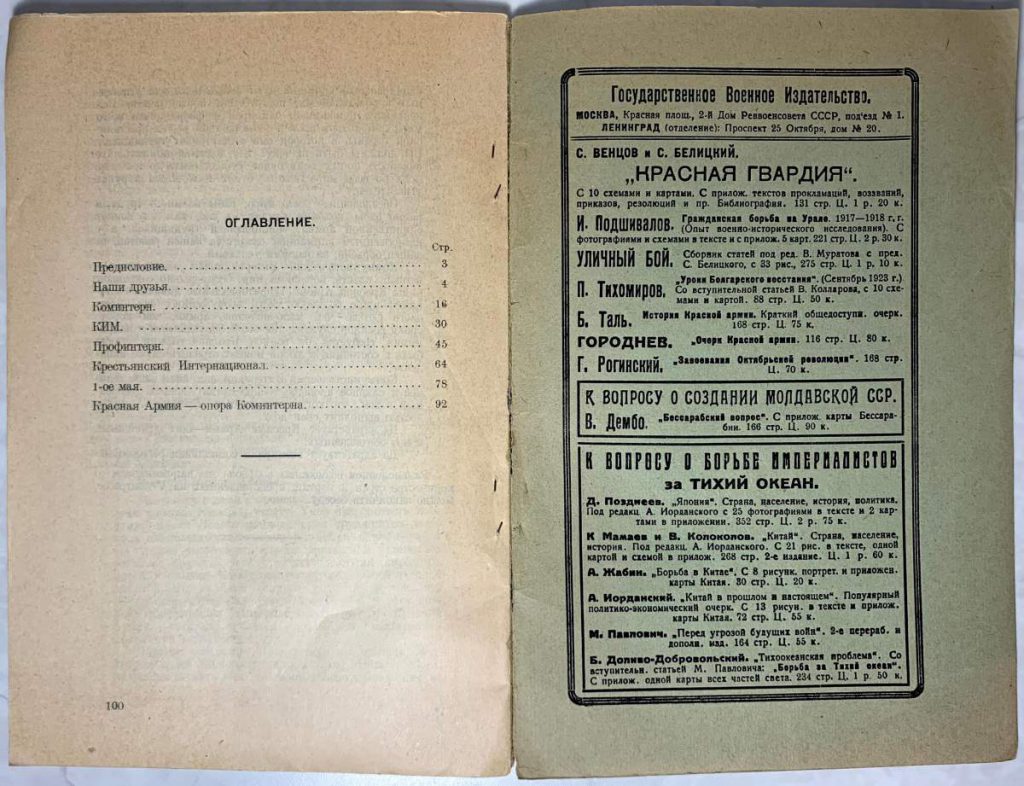 ОГЛАВЛЕНИЕ.
Стр.
Предисловие. 3
Наши друзья. 4
Коминтерн. 16
КИМ. 30
Профинтерн. 45
Крестьянский Интернационал. 64
1-ое мая. 78
Красная Армия — опора Коминтерна. 92
100
Государственное Военное Издательство.
МОСКВА, Красная площ., 2-й Дом Реввоенсовета СССР, под'езд № 1.
ЛЕНИНГРАД (отделение): Проспект 25 Октября, дом № 20.
С. ВЕНЦОВ и С. БЕЛИЦКИЙ.
„КРАСНАЯ ГВАРДИЯ“.
С 10 схемами и картами. С прилож. текстов прокламаций, воззваний,
приказов, резолюций и пр. Библиография. 131 стр. Ц. 1 р. 20 к.
И. Подшивалов. Гражданская борьба на Урале. 1917—1918 г. г.
(Опыт военно-исторического исследования). С
фотографиями и схемами в тексте и с прилож. 5 карт. 221 стр. Ц. 2 р. 30 к.
УЛИЧНЫЙ БОЙ. Сборник статей под ред. В. Муратова с пред.
С. Белицкого, с 33 рис., 275 стр. Ц. 1 р. 10 к.
П. Тихомиров. „Уроки Болгарского восстания“. (Сентябрь 1923 г.)
Со вступительной статьей В. Колларова, с 10 схе-
мами и картой. 88 стр. Ц. 50 к.
Б. Таль. История Красной армии. Краткий общедоступн. очерк.
168 стр. Ц. 75 к.
ГОРОДНЕВ. „Очерк Красной армии. 116 стр. Ц. 80 к.
Г. Рогинский. „Завоевания Октябрьской революции“. 168 стр.
Ц. 70 к.
К ВОПРОСУ О СОЗДАНИИ МОЛДАВСКОЙ ССР.
В. Дембо. „Бессарабский вопрос“. С прилож. карты Бессара-
бии. 166 стр. Ц. 90 к.
К ВОПРОСУ О БОРЬБЕ ИМПЕРИАЛИСТОВ
за ТИХИЙ ОКЕАН.
Д. Позднеев. „Япония“. Страна, население, история, политика.
Под редакц. А. Иорданского с 25 фотографиями в тексте и 2 кар-
тами в приложении. 352 стр. Ц. 2 р. 75 к.
К Мамаев и В. Колоколов. „Китай“. Страна, население,
история. Под редакц. А. Иорданского. С 21 рис. в тексте, одной
картой и схемой в прилож. 268 стр. 2-е издание. Ц. 1 р. 60 к.
А. Жабин. „Борьба в Китае“. С 8 рисунк. портрет. и приложен.
карты Китая. 30 стр. Ц. 20 к.
А. Иорданский. „Китай в прошлом и настоящем“. Популярный
политико-экономический очерк. С 13 рисун. в тексте и прилож.
карты Китая. 72 стр. Ц. 55 к.
М. Павлович. „Перед угрозой будущих войн“. 2-е перераб. и
дополн. изд. 164 стр. Ц. 55 к.
Б. Доливо-Добровольский. „Тихоокеанская проблема“. Со
вступительн. статьей М. Павловича: „Борьба за Тихий океан“.
С прилож. одной карты всех частей света. 234 стр. Ц. 1 р. 50 к.